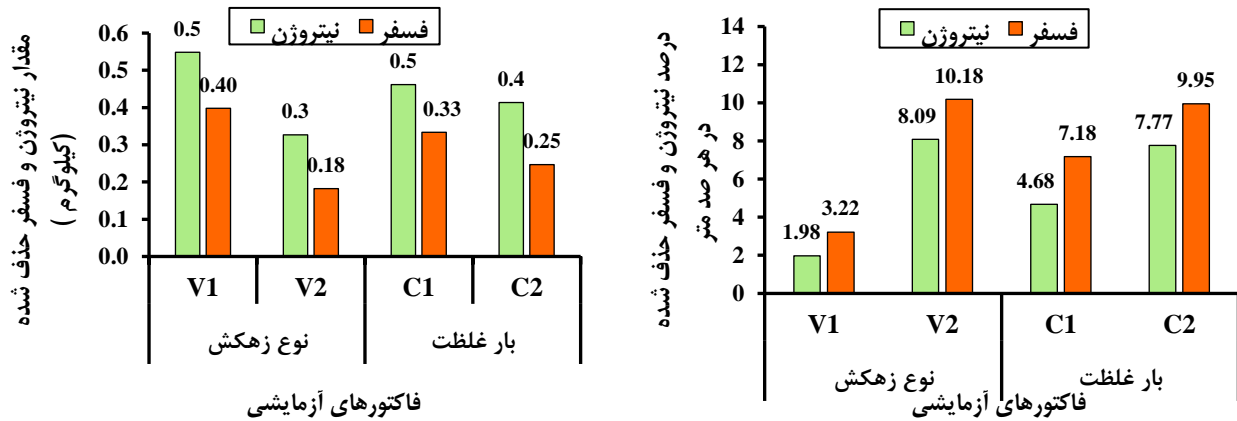 مقدار نیتروژن و فسفر حذف شده
(کیلوگرم )
نیتروژن فسفر
0.6
0.5
0.4
0.3
0.2
0.1
0.0
0.5 0.40 0.3 0.18 0.5 0.33 0.4 0.25
V1 V2 C1 C2
نوع زهکش بار غلظت
فاکتورهای آزمایشی
درصد نیتروژن و فسفر حذف شده
در هر صد متر
نیتروژن فسفر
14
12
10
8
6
4
2
0
1.98 3.22 8.09 10.18 4.68 7.18 7.77 9.95
V1 V2 C1 C2
نوع زهکش بار غلظت
فاکتورهای آزمایشی